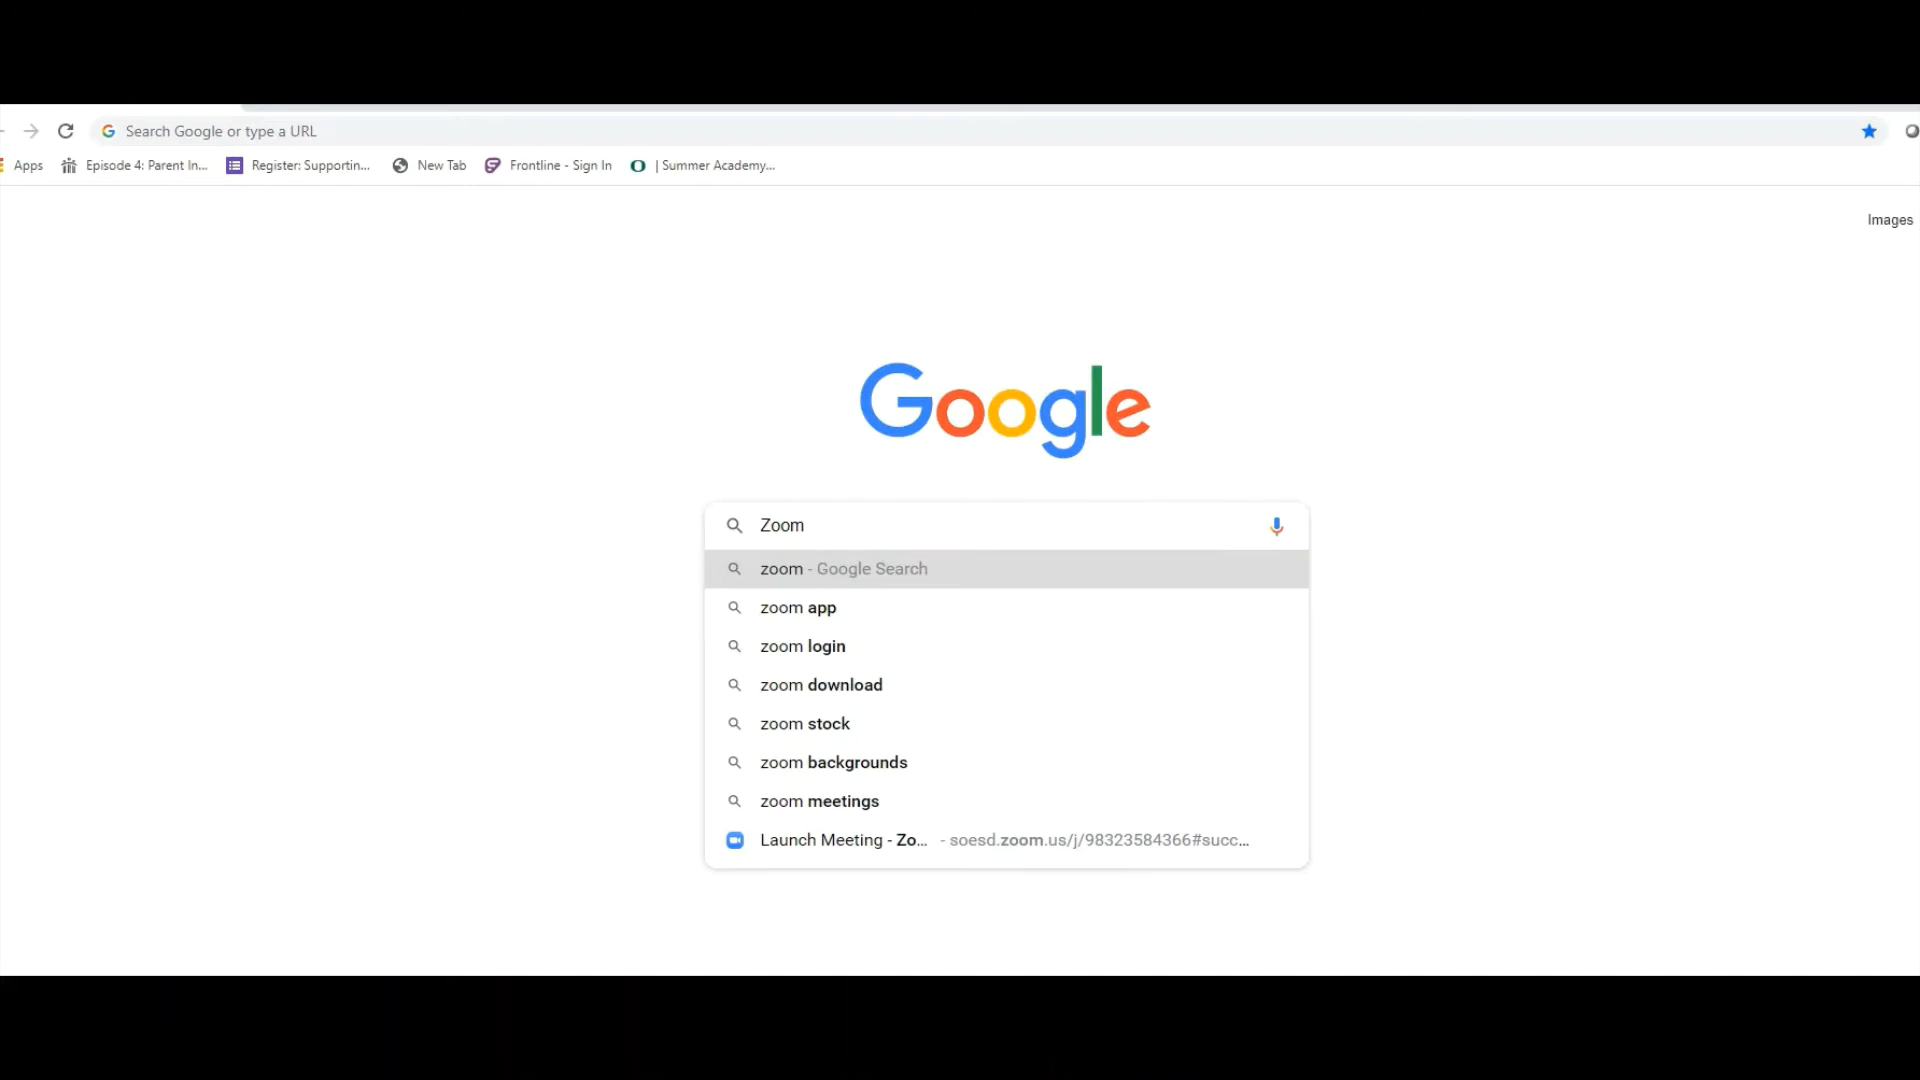 Search Google or type a URL
Apps Episode 4: Parent In... Register: Supportin... New Tab Frontline - Sign In | Summer Academy...
Images
Google
Zoom
zoom - Google Search
zoom app
zoom login
zoom download
zoom stock
zoom backgrounds
zoom meetings
Launch Meeting - Zo... - soesd.zoom.us/j/98323584366#succ...